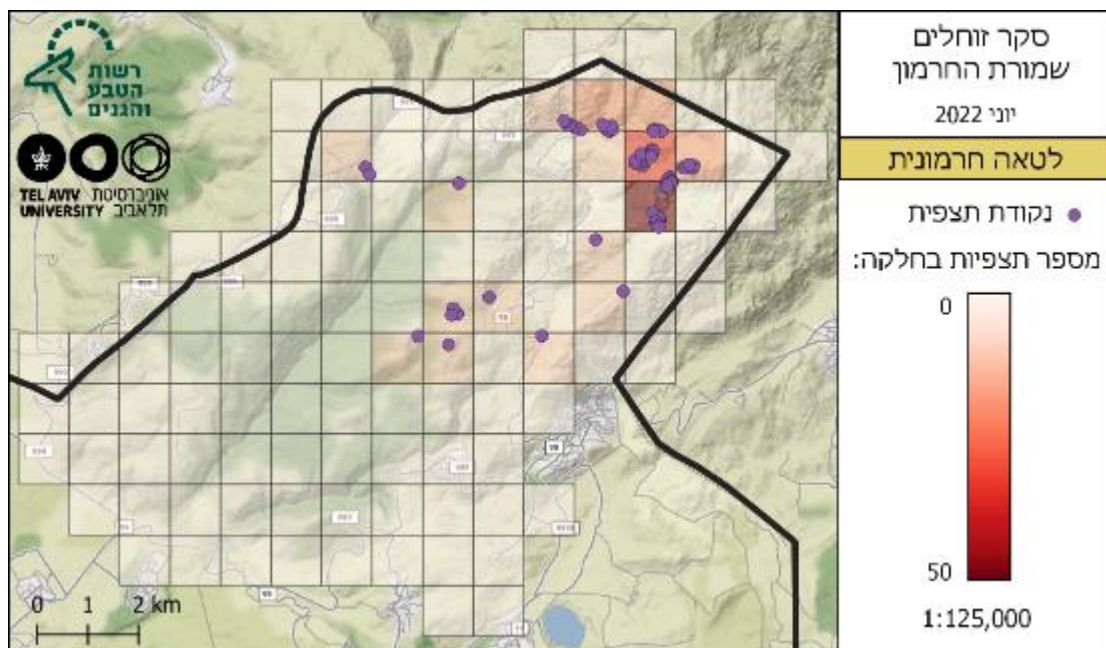 רשות
הטבע
והגנים
TEL AVIV אוניברסיטת
UNIVERSITY תל אביב
0 1 2 km
סקר זוחלים
שמורת החרמון
יוני 2022
לטאה חרמונית
נקודת תצפית
מספר תצפיות בחלקה:
0
50
1:125,000